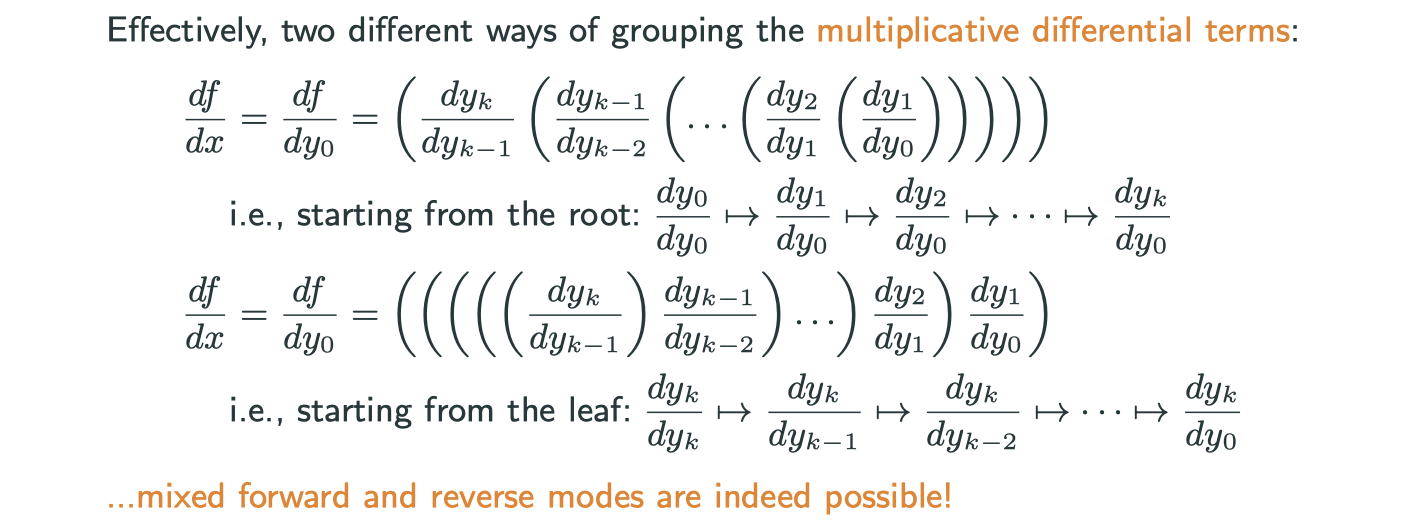 Effectively, two different ways of grouping the multiplicative differential terms:
$\frac{df}{dx} = \frac{df}{dy_0} = \left( \frac{dy_k}{dy_{k-1}} \left( \frac{dy_{k-1}}{dy_{k-2}} \left( \dots \left( \frac{dy_2}{dy_1} \left( \frac{dy_1}{dy_0} \right) \right) \right) \right) \right)$
i.e., starting from the root: $\frac{dy_0}{dy_0} \mapsto \frac{dy_1}{dy_0} \mapsto \frac{dy_2}{dy_0} \mapsto \cdots \mapsto \frac{dy_k}{dy_0}$
$\frac{df}{dx} = \frac{df}{dy_0} = \left( \left( \left( \left( \left( \frac{dy_k}{dy_{k-1}} \right) \frac{dy_{k-1}}{dy_{k-2}} \right) \dots \right) \frac{dy_2}{dy_1} \right) \frac{dy_1}{dy_0} \right)$
i.e., starting from the leaf: $\frac{dy_k}{dy_k} \mapsto \frac{dy_k}{dy_{k-1}} \mapsto \frac{dy_k}{dy_{k-2}} \mapsto \cdots \mapsto \frac{dy_k}{dy_0}$
...mixed forward and reverse modes are indeed possible!